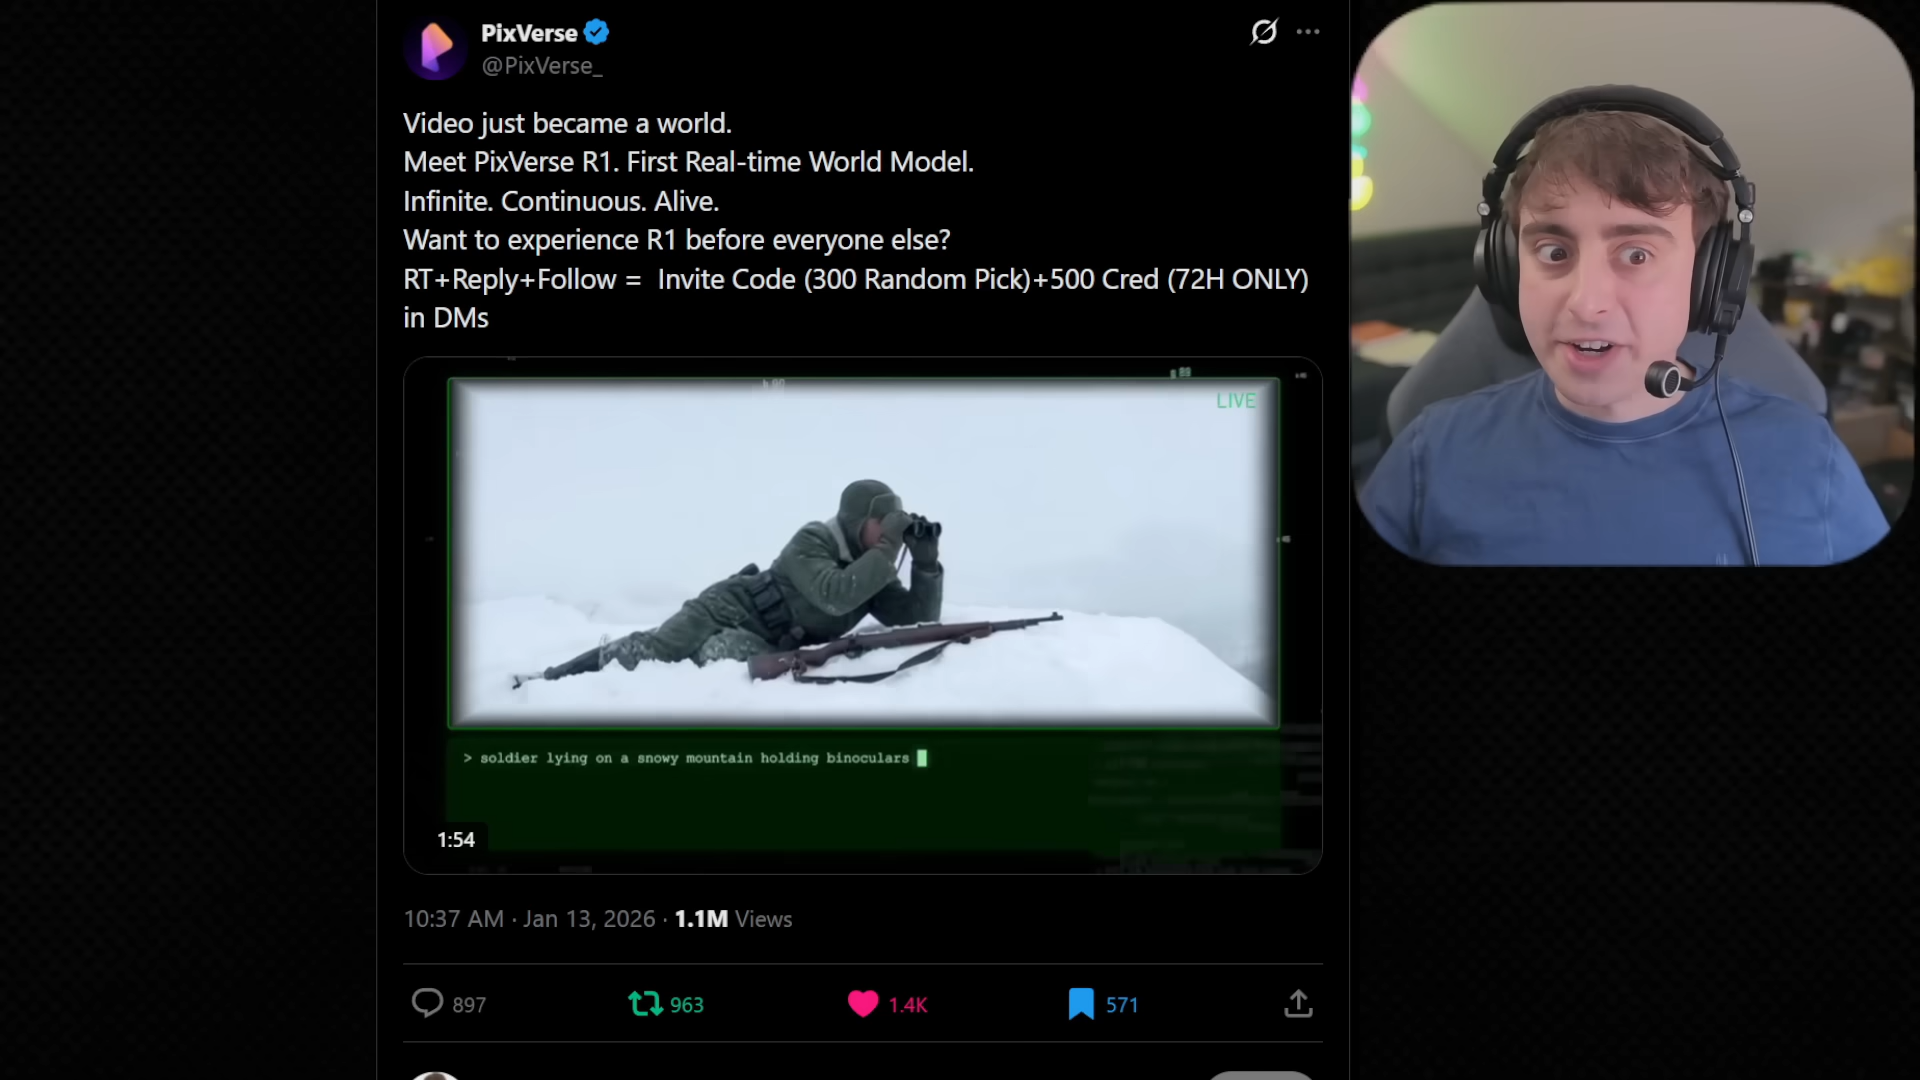 PixVerse
@PixVerse_
Video just became a world.
Meet PixVerse R1. First Real-time World Model.
Infinite. Continuous. Alive.
Want to experience R1 before everyone else?
RT+Reply+Follow = Invite Code (300 Random Pick)+500 Cred (72H ONLY)
in DMs
LIVE
> soldier lying on a snowy mountain holding binoculars
1:54
10:37 AM · Jan 13, 2026 · 1.1M Views
897 963 1.4K 571